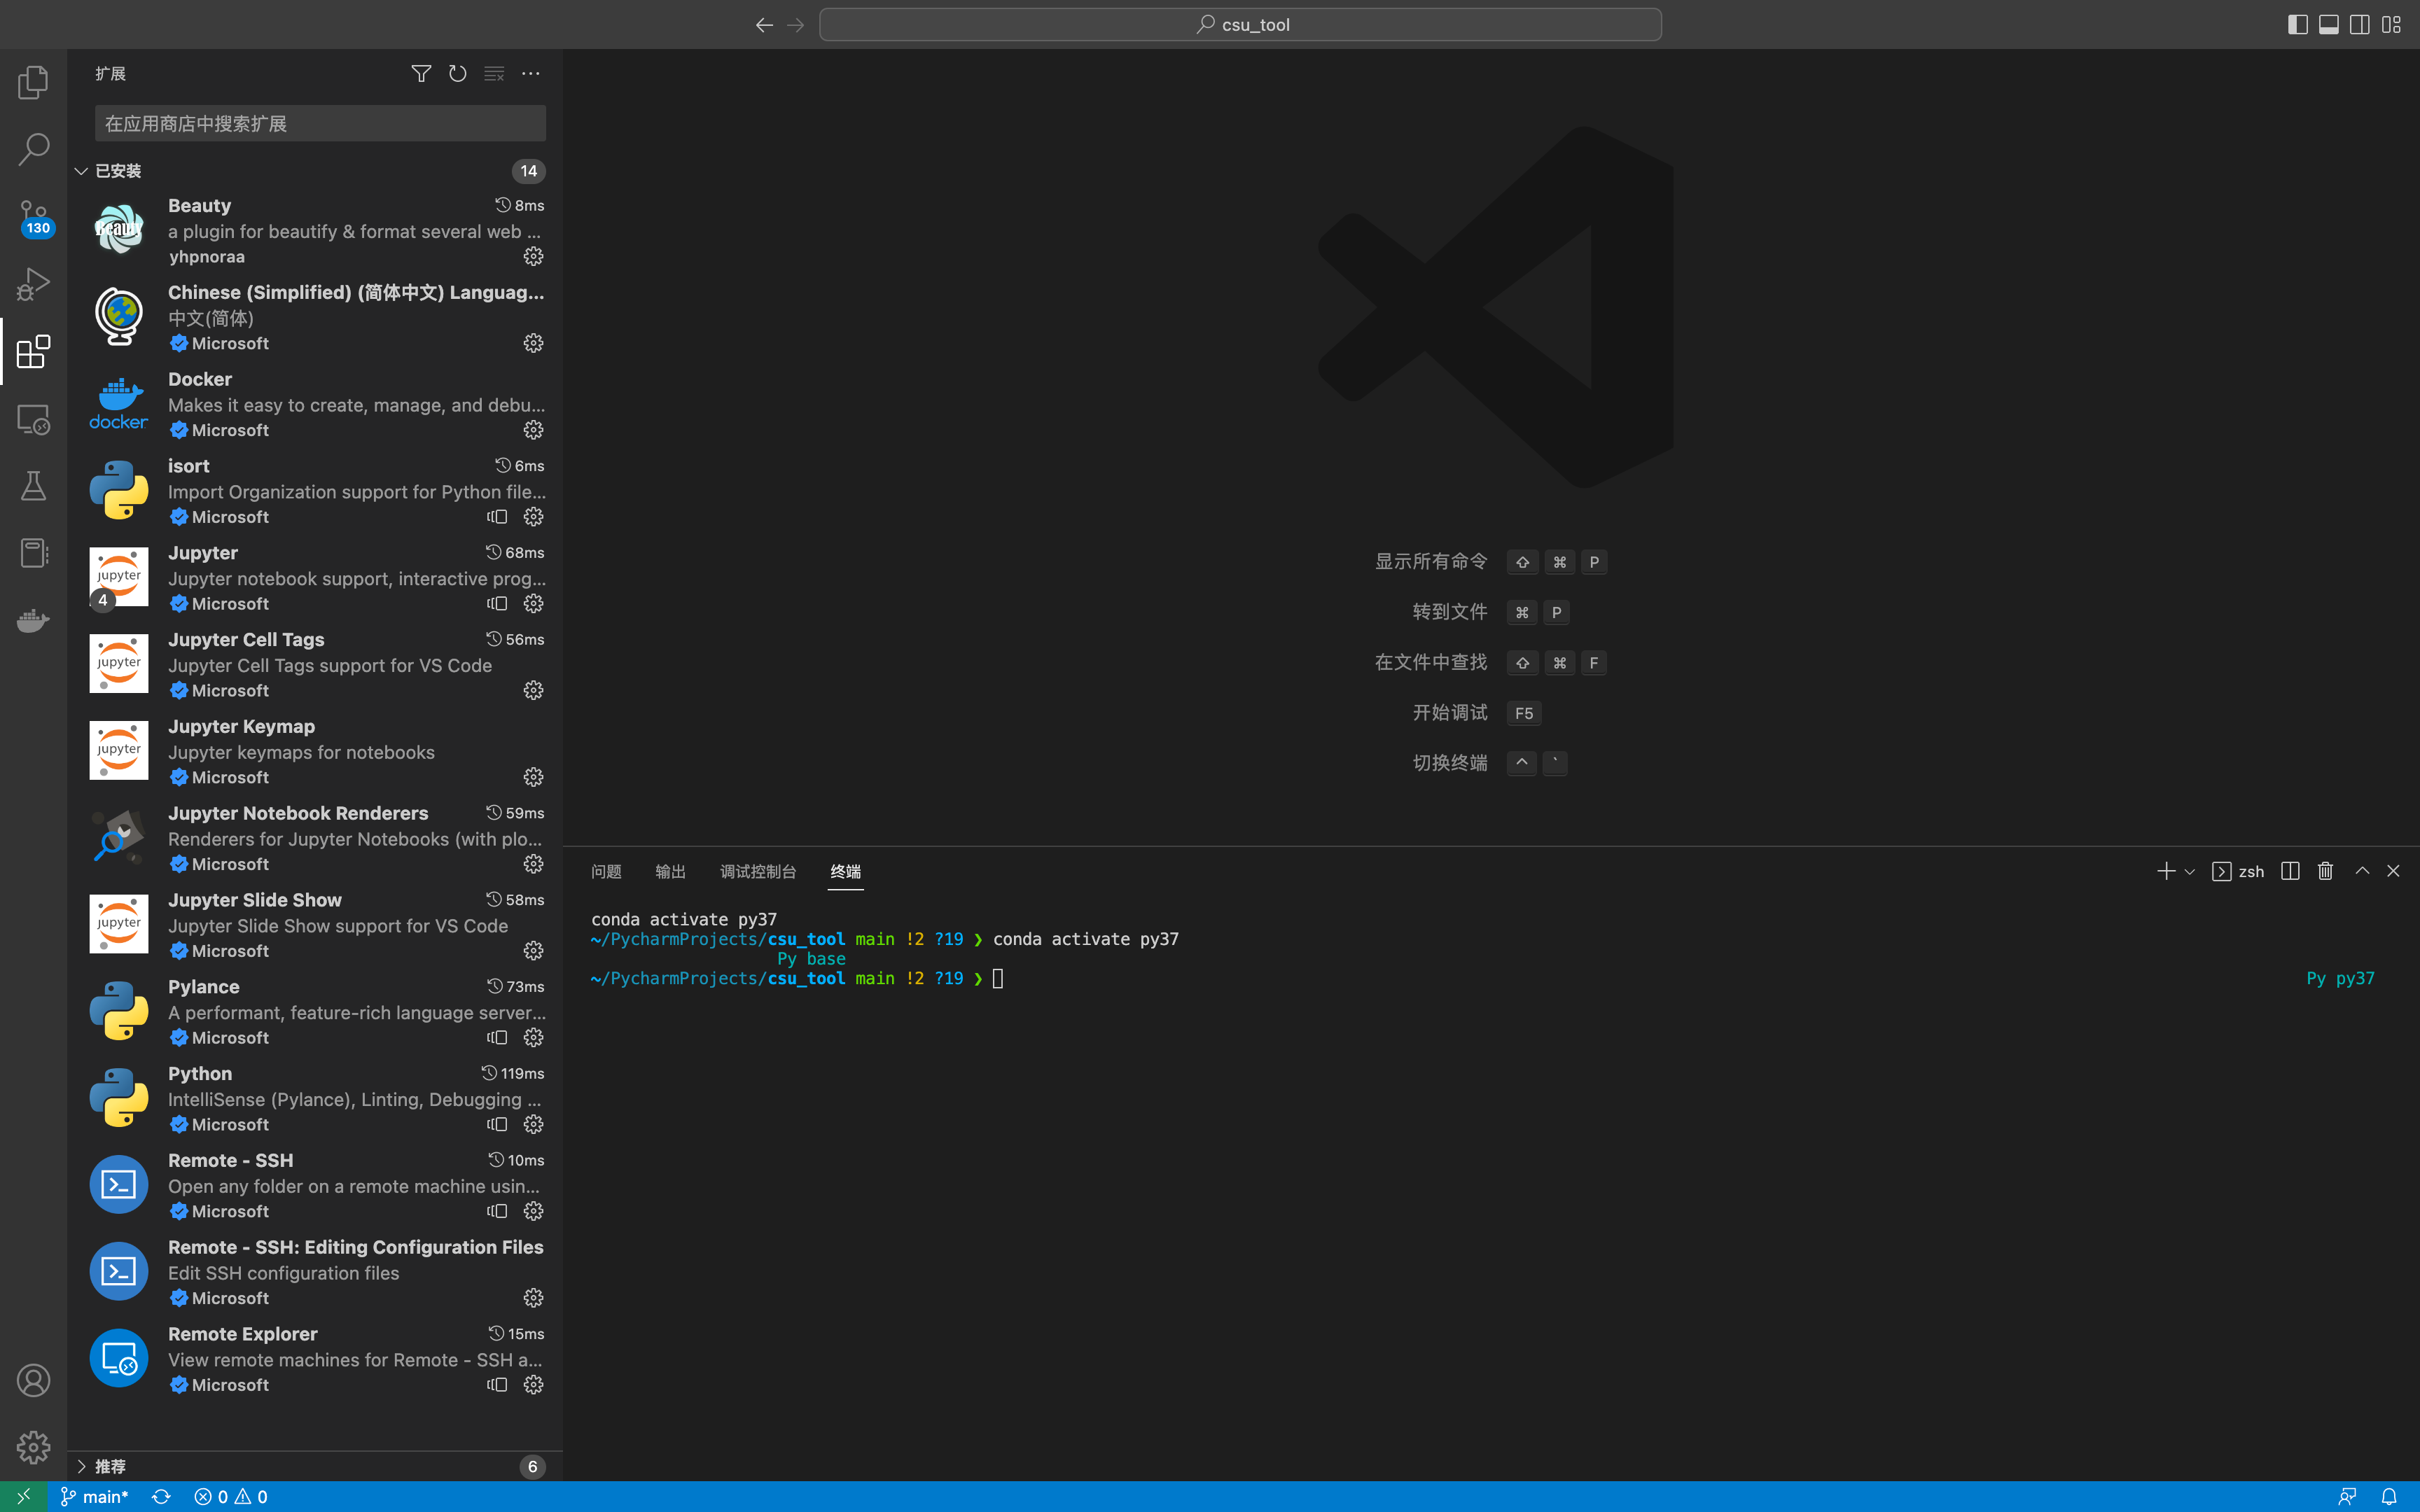 csu_tool
扩展
在应用商店中搜索扩展
已安装
14
130
Beauty
8ms
a plugin for beautify & format several web ...
yhpnoraa
Chinese (Simplified) (简体中文) Languag...
中文(简体)
Microsoft
docker
Docker
Makes it easy to create, manage, and debu...
Microsoft
isort
6ms
Import Organization support for Python file...
Microsoft
jupyter
4
Jupyter
68ms
Jupyter notebook support, interactive prog...
Microsoft
jupyter
Jupyter Cell Tags
56ms
Jupyter Cell Tags support for VS Code
Microsoft
jupyter
Jupyter Keymap
Jupyter keymaps for notebooks
Microsoft
Jupyter Notebook Renderers
59ms
Renderers for Jupyter Notebooks (with plo...
Microsoft
jupyter
Jupyter Slide Show
58ms
Jupyter Slide Show support for VS Code
Microsoft
Pylance
73ms
A performant, feature-rich language server...
Microsoft
Python
119ms
IntelliSense (Pylance), Linting, Debugging ...
Microsoft
Remote - SSH
10ms
Open any folder on a remote machine usin...
Microsoft
Remote - SSH: Editing Configuration Files
Edit SSH configuration files
Microsoft
Remote Explorer
15ms
View remote machines for Remote - SSH a...
Microsoft
推荐
6
显示所有命令 ⇧ ⌘ P
转到文件 ⌘ P
在文件中查找 ⇧ ⌘ F
开始调试 F5
切换终端 ^ `
问题 输出 调试控制台 终端
zsh
conda activate py37
~/PycharmProjects/csu_tool main !2 ?19 ❯ conda activate py37
Py base
~/PycharmProjects/csu_tool main !2 ?19 ❯
Py py37
main*
0
0